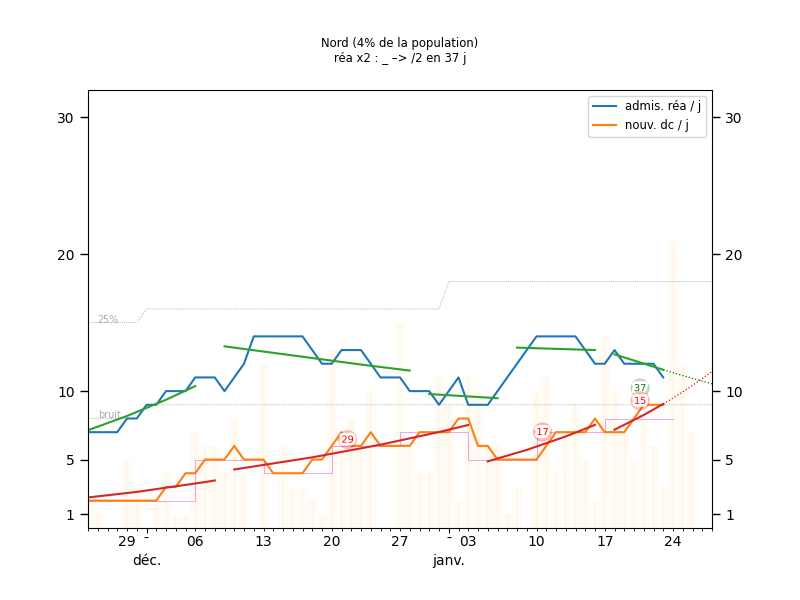 Nord (4% de la population)
réa x2 : _ –> /2 en 37 j
admis. réa / j
nouv. dc / j
30
30
20
20
25%
10
10
bruit
37
15
29
17
5
5
1
1
29 - 06 13 20 27 - 03 10 17 24
déc. janv.